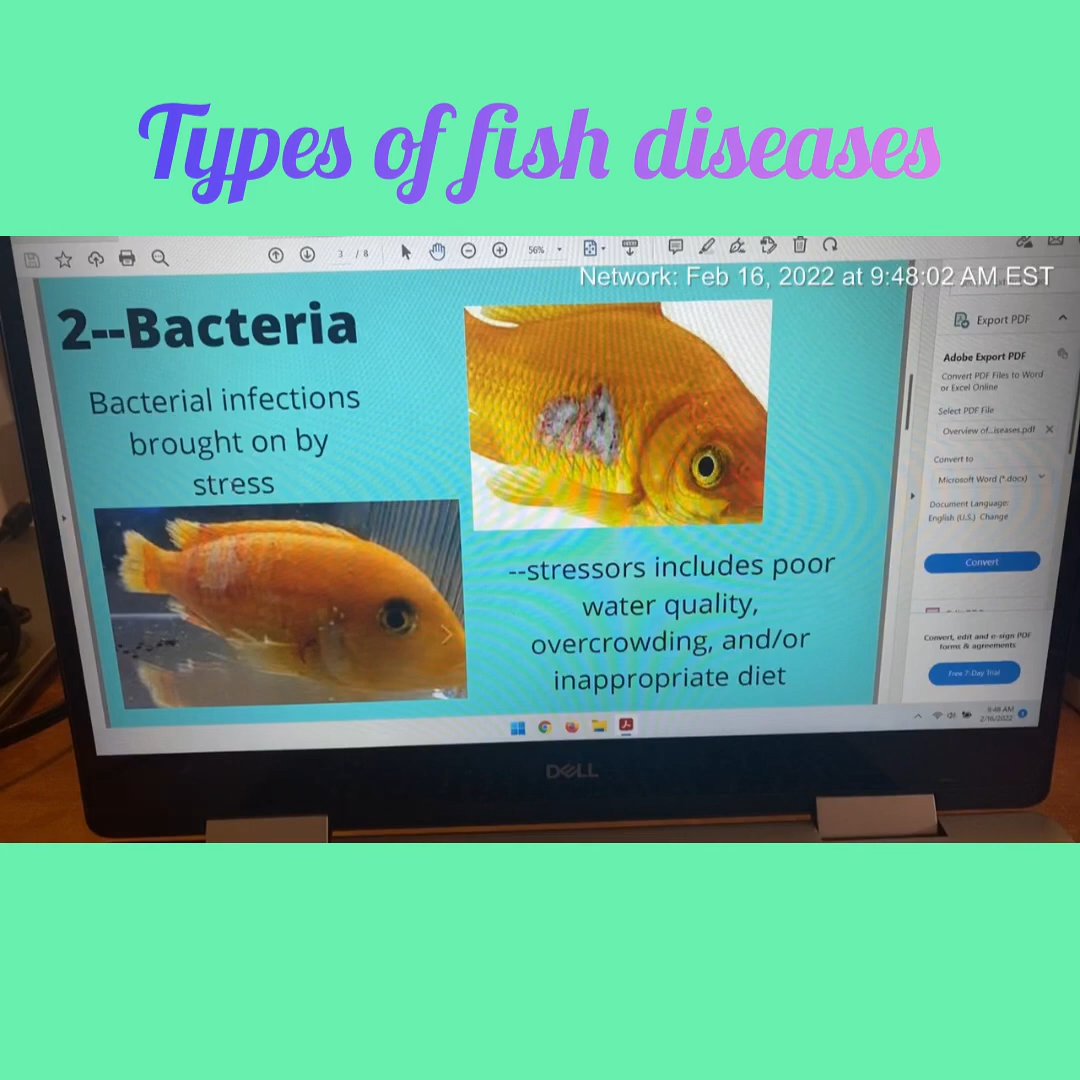 Types of fish diseases
3 / 8
56%
Network: Feb 16, 2022 at 9:48:02 AM EST
2--Bacteria
Bacterial infections
brought on by
stress
--stressors includes poor
water quality,
overcrowding, and/or
inappropriate diet
Export PDF
Adobe Export PDF
Convert PDF Files to Word
or Excel Online
Select PDF File
Overview of...iseases.pdf
Convert to
Microsoft Word (*.docx)
Document Language:
English (U.S.) Change
Convert
Convert, edit and e-sign PDF
forms & agreements
Free 7-Day Trial
9:48 AM
2/16/2022
DELL